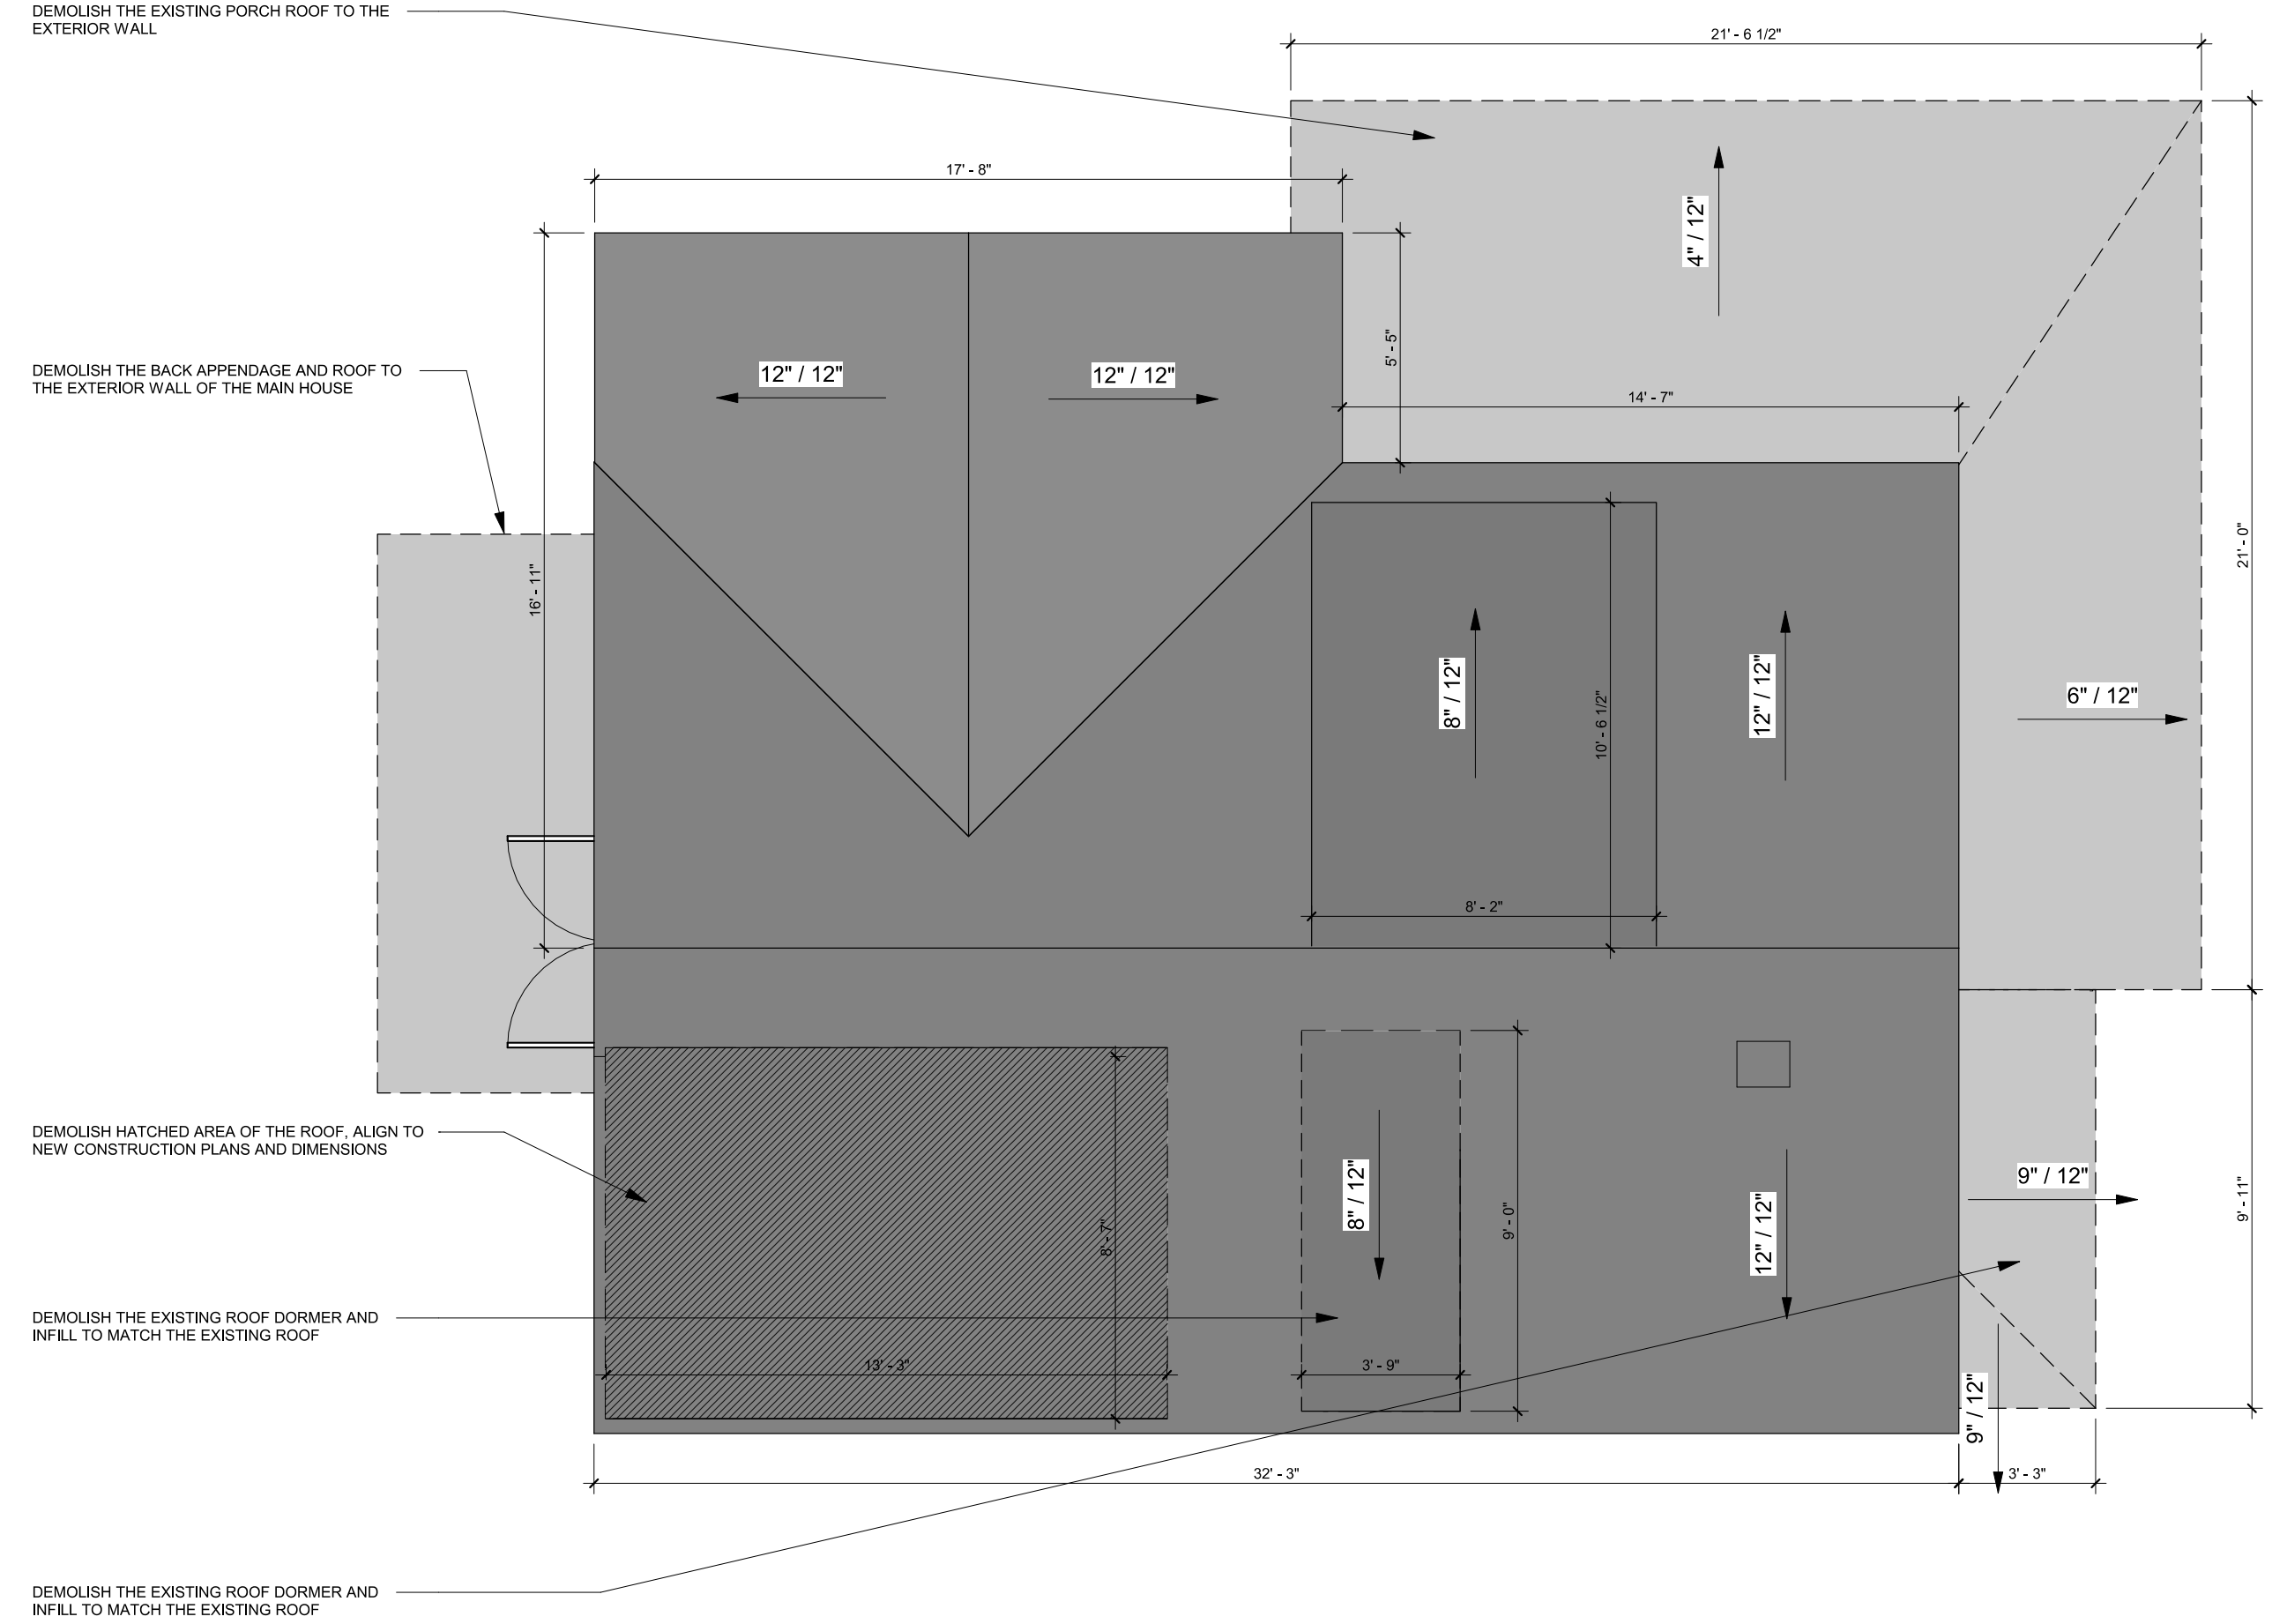 DEMOLISH THE EXISTING PORCH ROOF TO THE
EXTERIOR WALL
21' - 6 1/2"
17' - 8"
4" / 12"
5' - 5"
DEMOLISH THE BACK APPENDAGE AND ROOF TO
THE EXTERIOR WALL OF THE MAIN HOUSE
12" / 12"
12" / 12"
14' - 7"
16' - 11"
21' - 0"
8" / 12"
10' - 6 1/2"
12" / 12"
6" / 12"
8' - 2"
DEMOLISH HATCHED AREA OF THE ROOF, ALIGN TO
NEW CONSTRUCTION PLANS AND DIMENSIONS
8' - 7"
8" / 12"
9' - 0"
12" / 12"
9" / 12"
9' - 11"
DEMOLISH THE EXISTING ROOF DORMER AND
INFILL TO MATCH THE EXISTING ROOF
13' - 3"
3' - 9"
9" / 12"
32' - 3"
3' - 3"
DEMOLISH THE EXISTING ROOF DORMER AND
INFILL TO MATCH THE EXISTING ROOF